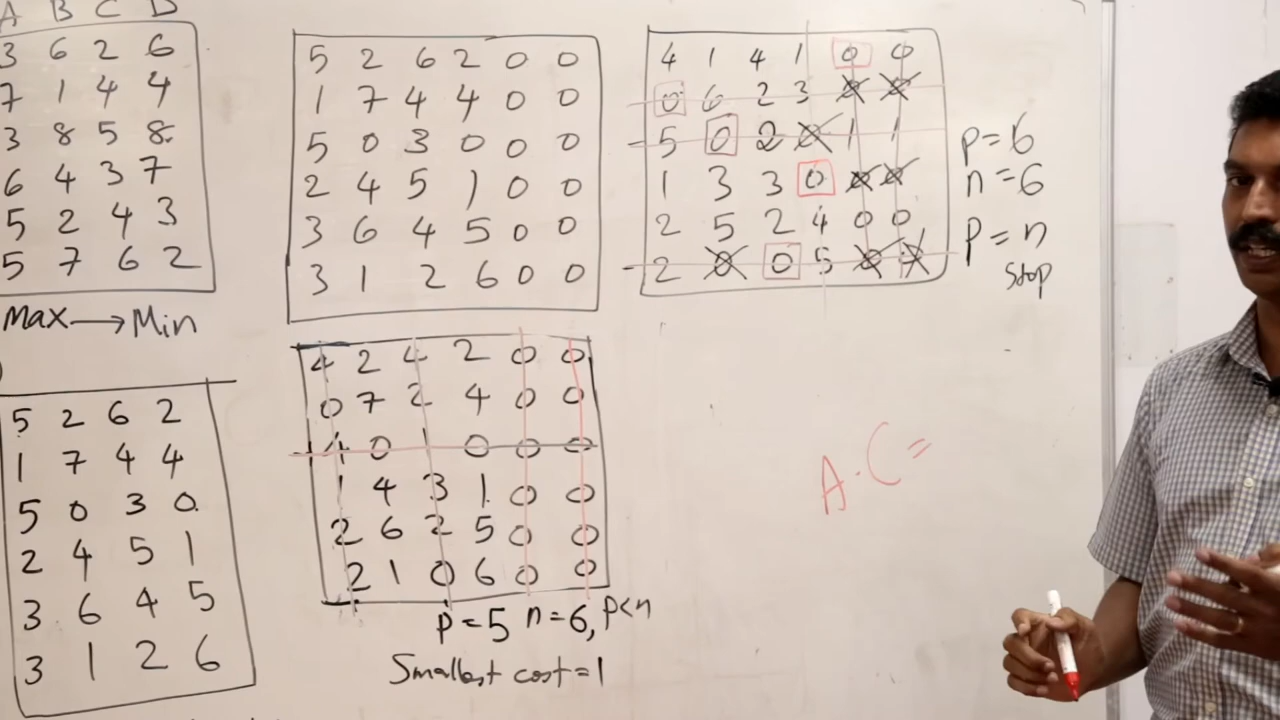 A B C D
3 6 2 6
7 1 4 4
3 8 5 8
6 4 3 7
5 2 4 3
5 7 6 2
Max → Min
5 2 6 2
1 7 4 4
5 0 3 0
2 4 5 1
3 6 4 5
3 1 2 6
5 2 6 2 0 0
1 7 4 4 0 0
5 0 3 0 0 0
2 4 5 1 0 0
3 6 4 5 0 0
3 1 2 6 0 0
4 2 4 2 0 0
0 7 2 4 0 0
4 0 1 0 0 0
1 4 3 1 0 0
2 6 2 5 0 0
2 1 0 6 0 0
P = 5 n = 6, P < n
Smallest cost = 1
4 1 4 1 0 0
0 6 2 3 0 0
5 0 2 0 1 1
1 3 3 0 0 0
2 5 2 4 0 0
2 0 0 5 0 0
P = 6
n = 6
P = n
stop
A.C =